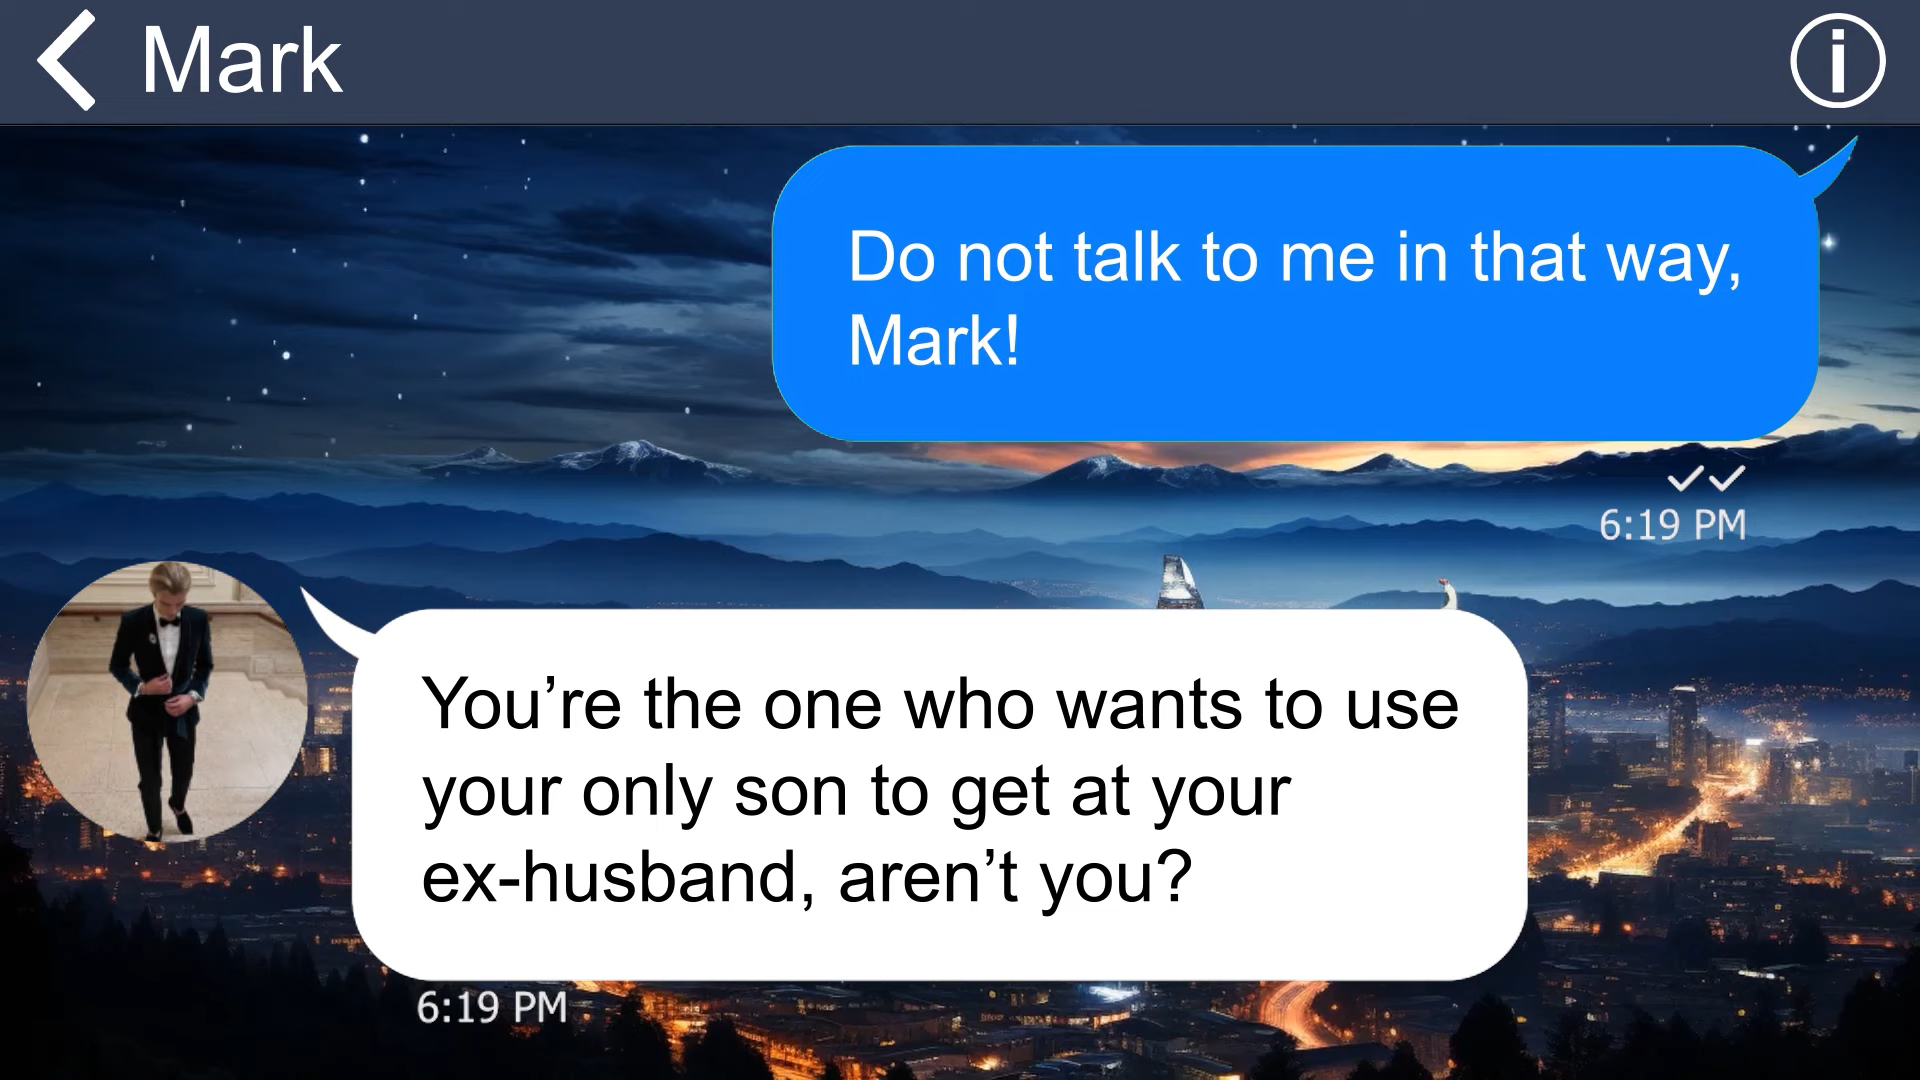 Mark
Do not talk to me in that way,
Mark!
6:19 PM
You’re the one who wants to use
your only son to get at your
ex-husband, aren’t you?
6:19 PM